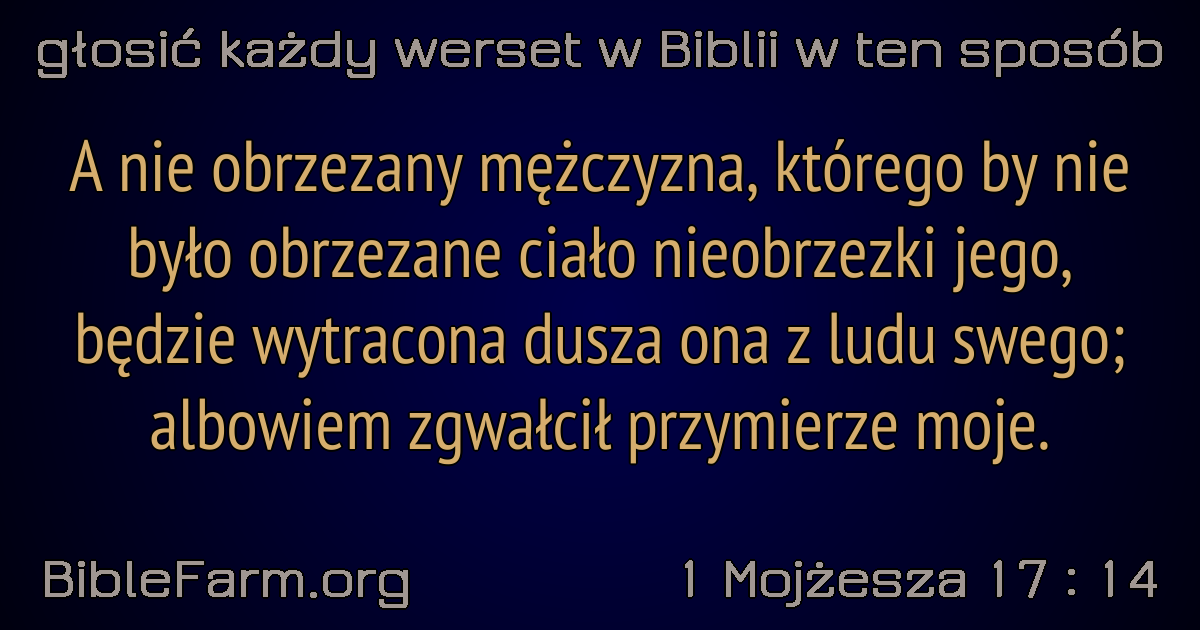 głosić każdy werset w Biblii w ten sposób
A nie obrzezany mężczyzna, którego by nie
było obrzezane ciało nieobrzezki jego,
będzie wytracona dusza ona z ludu swego;
albowiem zgwałcił przymierze moje.
BibleFarm.org
1 Mojżesza 17 : 14